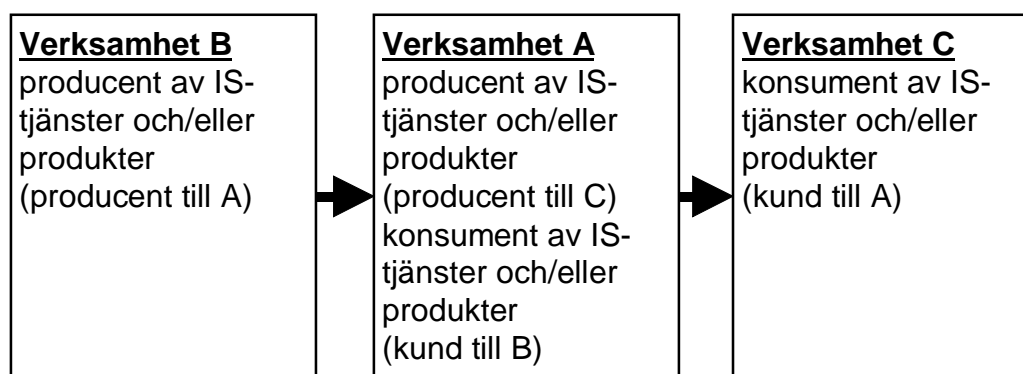 Verksamhet B
producent av IS-
tjänster och/eller
produkter
(producent till A)
Verksamhet A
producent av IS-
tjänster och/eller
produkter
(producent till C)
konsument av IS-
tjänster och/eller
produkter
(kund till B)
Verksamhet C
konsument av IS-
tjänster och/eller
produkter
(kund till A)